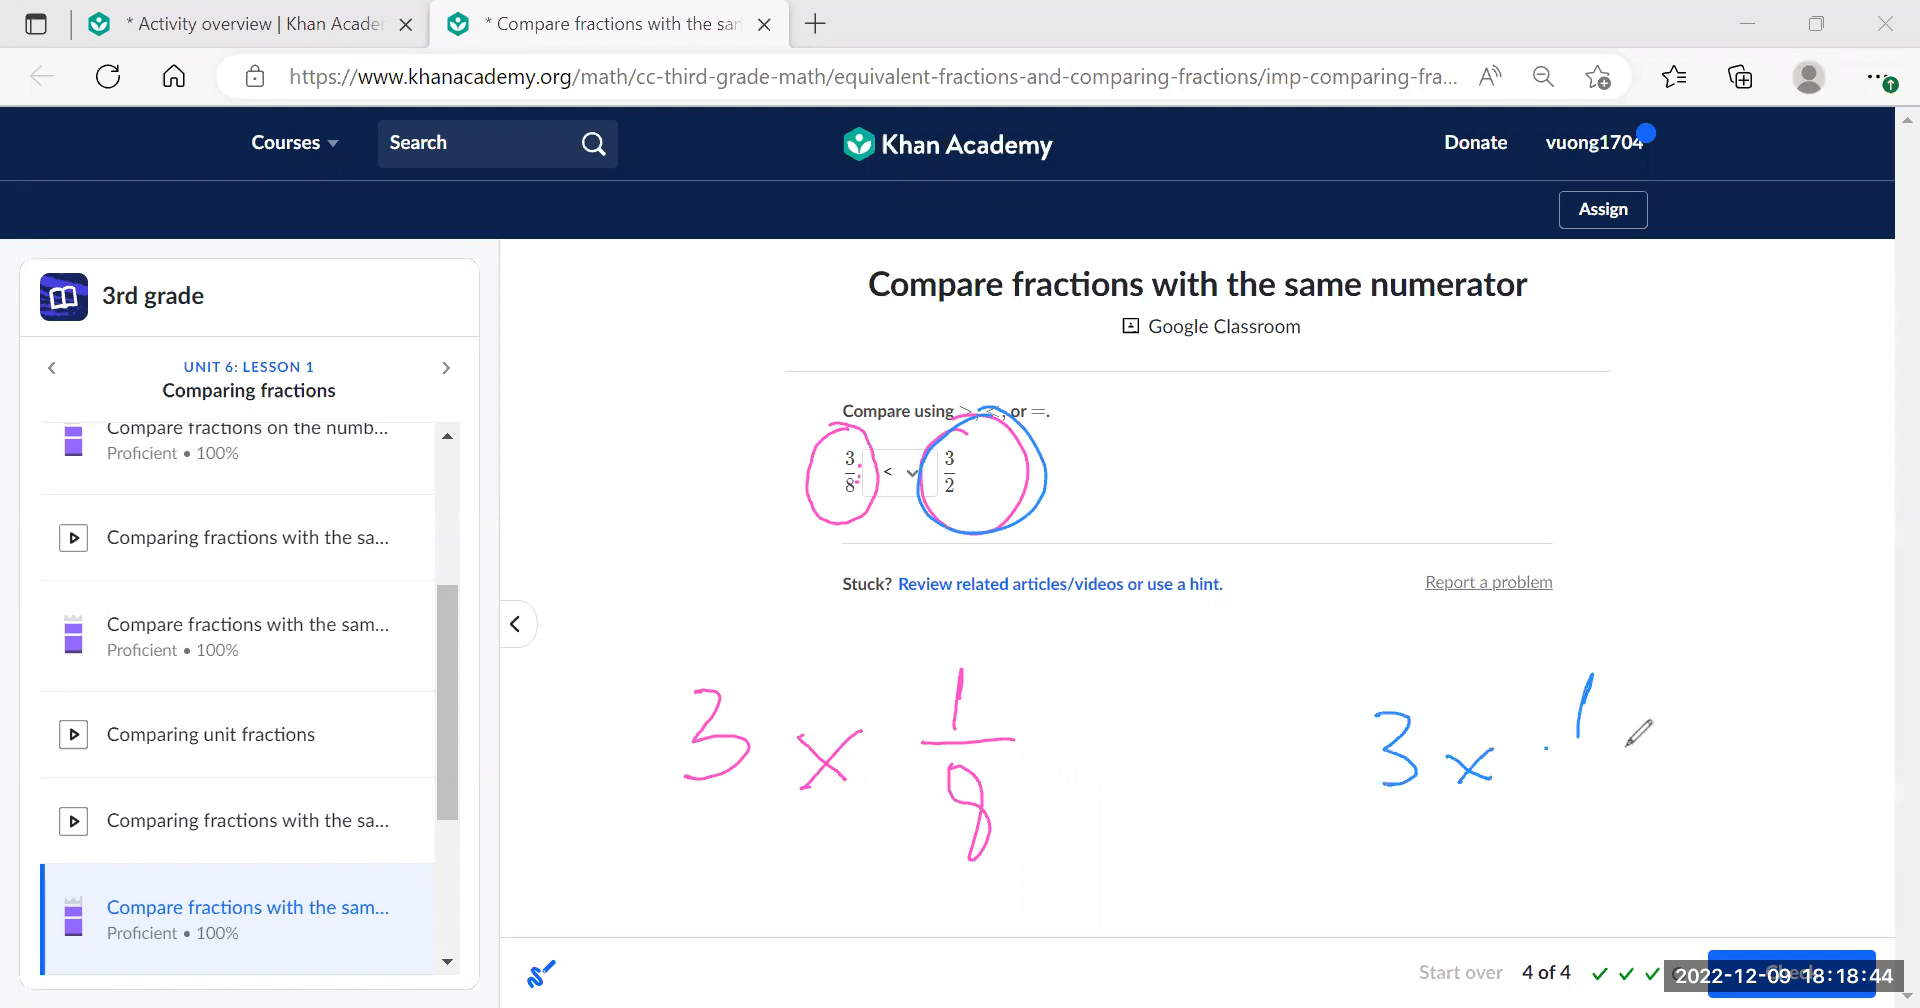 * Activity overview | Khan Acade
* Compare fractions with the sa
https://www.khanacademy.org/math/cc-third-grade-math/equivalent-fractions-and-comparing-fractions/imp-comparing-fra...
Courses
Search
Khan Academy
Donate
vuong1704
Assign
3rd grade
UNIT 6: LESSON 1
Comparing fractions
Compare fractions on the numb...
Proficient • 100%
Comparing fractions with the sa...
Compare fractions with the sam...
Proficient • 100%
Comparing unit fractions
Comparing fractions with the sa...
Compare fractions with the sam...
Proficient • 100%
Compare fractions with the same numerator
Google Classroom
Compare using >, <, or =.
3/8 < 3/2
Stuck? Review related articles/videos or use a hint.
Report a problem
3 × 1/8
3 × 1
Start over
4 of 4
2022-12-09 18:18:44